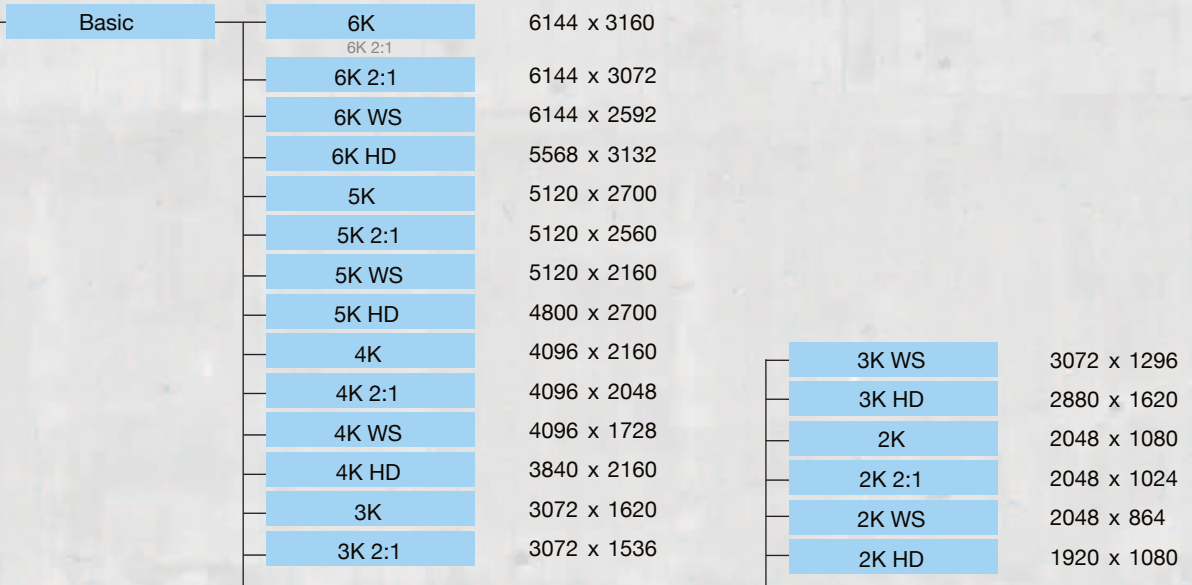 Basic
6K 6144 x 3160
6K 2:1
6K 2:1 6144 x 3072
6K WS 6144 x 2592
6K HD 5568 x 3132
5K 5120 x 2700
5K 2:1 5120 x 2560
5K WS 5120 x 2160
5K HD 4800 x 2700
4K 4096 x 2160
4K 2:1 4096 x 2048
4K WS 4096 x 1728
4K HD 3840 x 2160
3K 3072 x 1620
3K 2:1 3072 x 1536
3K WS 3072 x 1296
3K HD 2880 x 1620
2K 2048 x 1080
2K 2:1 2048 x 1024
2K WS 2048 x 864
2K HD 1920 x 1080